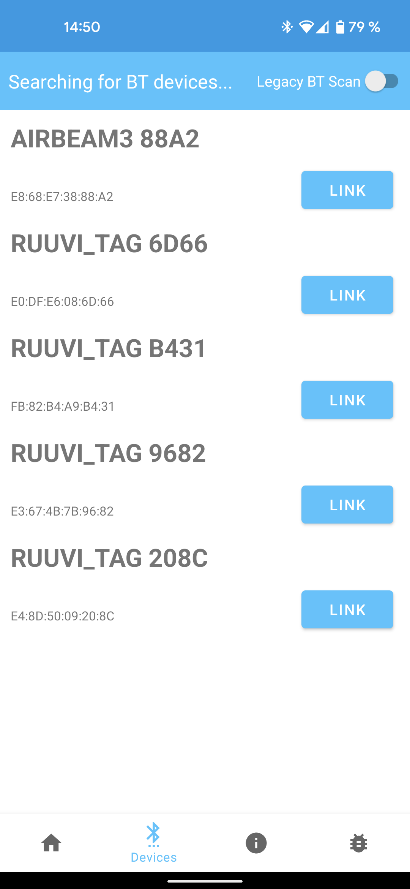 14:50
79 %
Searching for BT devices...
Legacy BT Scan
AIRBEAM3 88A2
E8:68:E7:38:88:A2
LINK
RUUVI_TAG 6D66
E0:DF:E6:08:6D:66
LINK
RUUVI_TAG B431
FB:82:B4:A9:B4:31
LINK
RUUVI_TAG 9682
E3:67:4B:7B:96:82
LINK
RUUVI_TAG 208C
E4:8D:50:09:20:8C
LINK
Devices